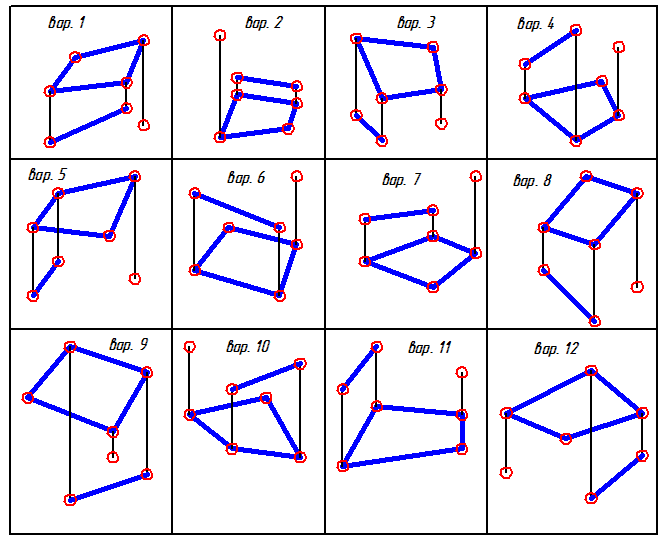 вар. 1
вар. 2
вар. 3
вар. 4
вар. 5
вар. 6
вар. 7
вар. 8
вар. 9
вар. 10
вар. 11
вар. 12